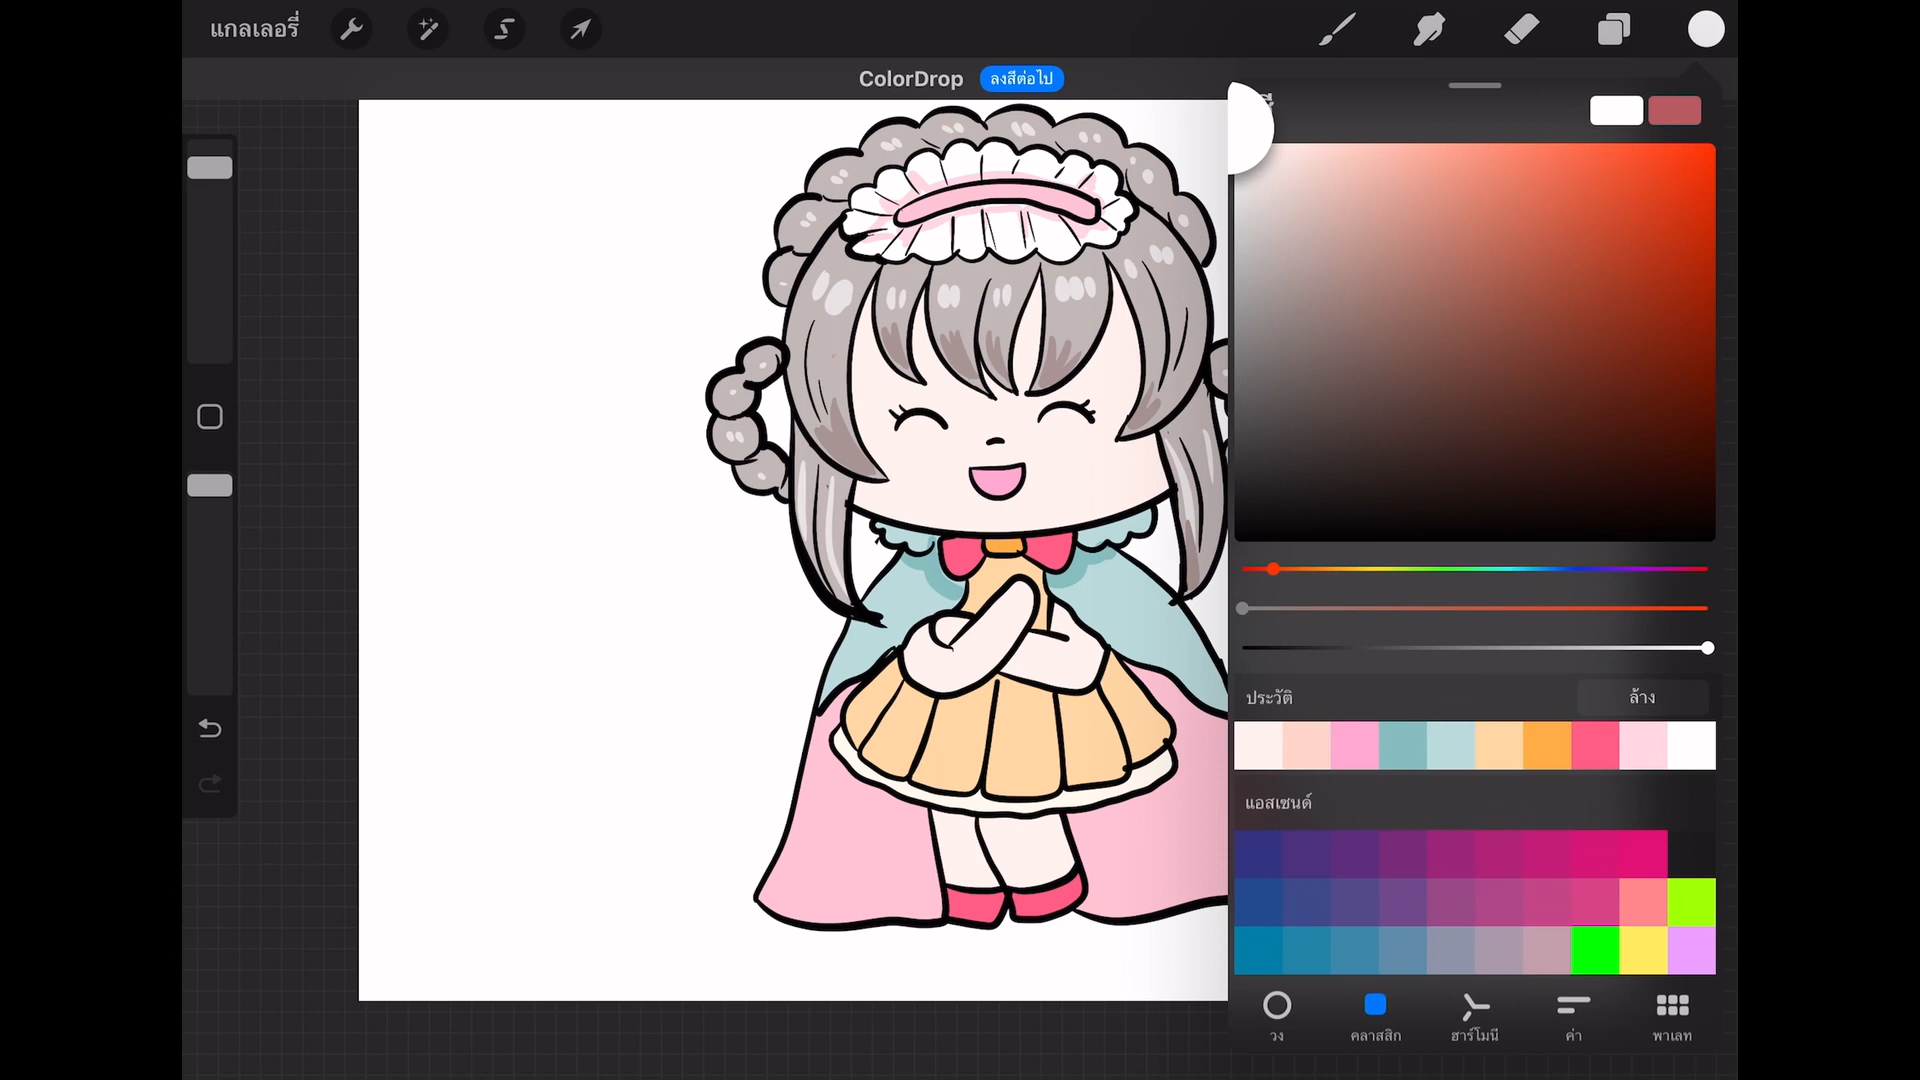 แกลเลอรี่
ColorDrop ลงสีต่อไป
ประวัติ ล้าง
แอสเซนด์
วง คลาสสิก ฮาร์โมนี ค่า พาเลท